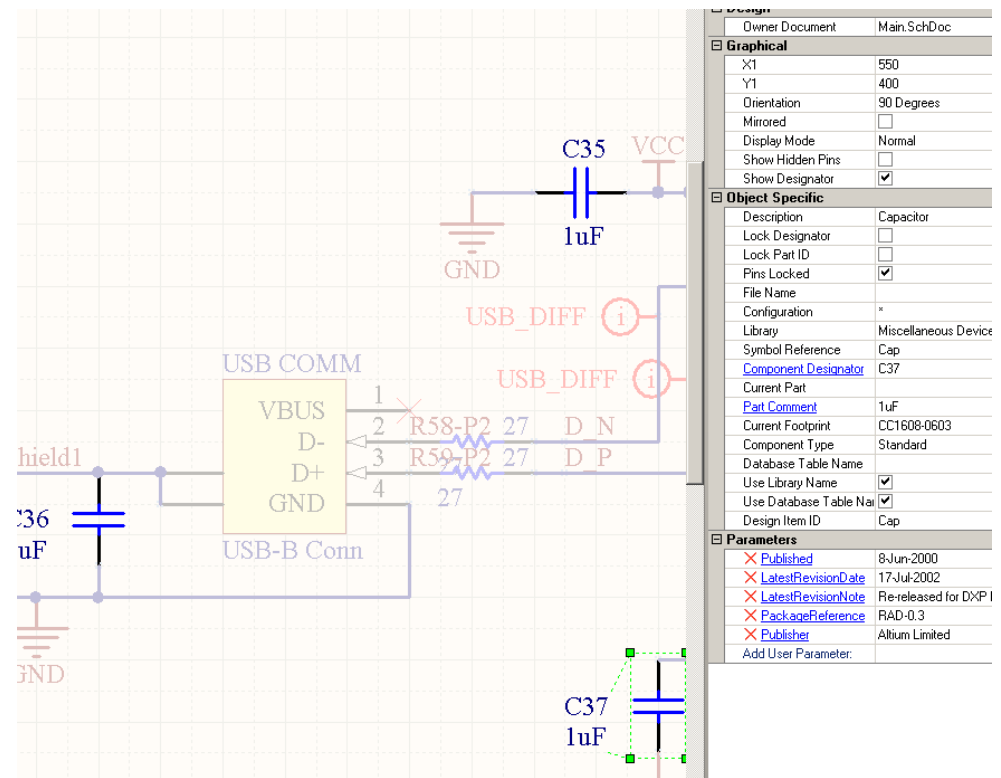 Design
Owner Document Main.SchDoc
Graphical
X1 550
Y1 400
Orientation 90 Degrees
Mirrored
Display Mode Normal
Show Hidden Pins
Show Designator
Object Specific
Description Capacitor
Lock Designator
Lock Part ID
Pins Locked
File Name
Configuration *
Library Miscellaneous Device
Symbol Reference Cap
Component Designator C37
Current Part
Part Comment 1uF
Current Footprint CC1608-0603
Component Type Standard
Database Table Name
Use Library Name
Use Database Table Nar
Design Item ID Cap
Parameters
Published 8-Jun-2000
LatestRevisionDate 17-Jul-2002
LatestRevisionNote Re-released for DXP
PackageReference RAD-0.3
Publisher Altium Limited
Add User Parameter:
C35 VCC
1uF
GND
USB_DIFF i
USB_DIFF i
USB COMM
VBUS 1
D- 2 R58-P2 27 D_N
D+ 3 R59-P2 27 D_P
GND 4 27
27
USB-B Conn
hield1
C36
uF
GND
C37
1uF